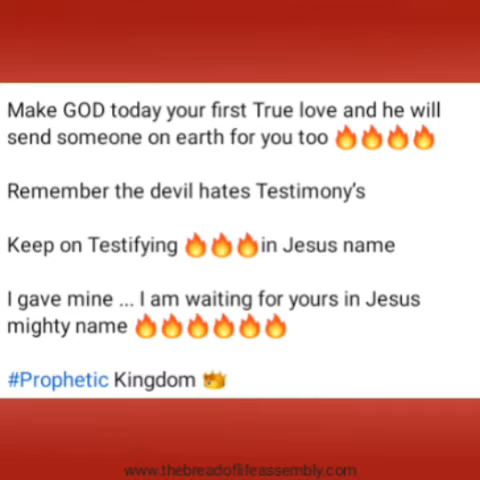 Make GOD today your first True love and he will
send someone on earth for you too 🔥🔥🔥🔥
Remember the devil hates Testimony's
Keep on Testifying 🔥🔥🔥in Jesus name
I gave mine ... I am waiting for yours in Jesus
mighty name 🔥🔥🔥🔥🔥🔥
#Prophetic Kingdom 👑
www.thebreadoflifeassembly.com